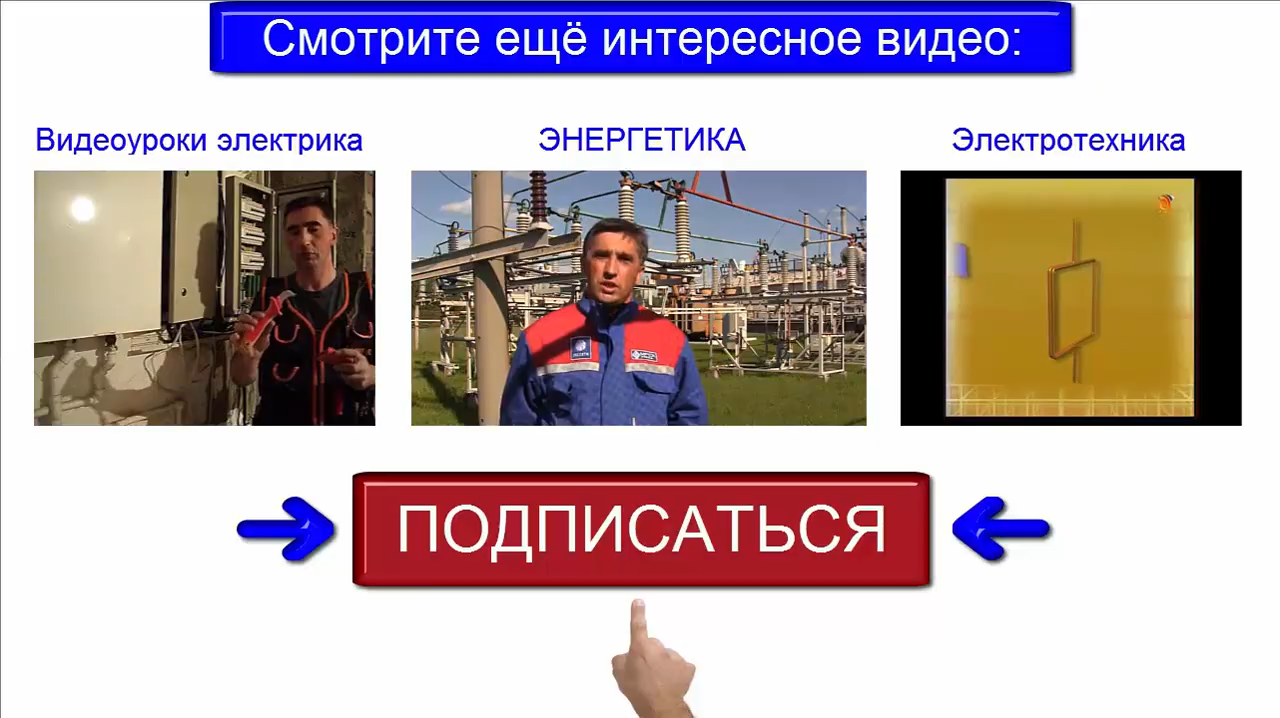 Смотрите ещё интересное видео:
Видеоуроки электрика
ЭНЕРГЕТИКА
Электротехника
ПОДПИСАТЬСЯ